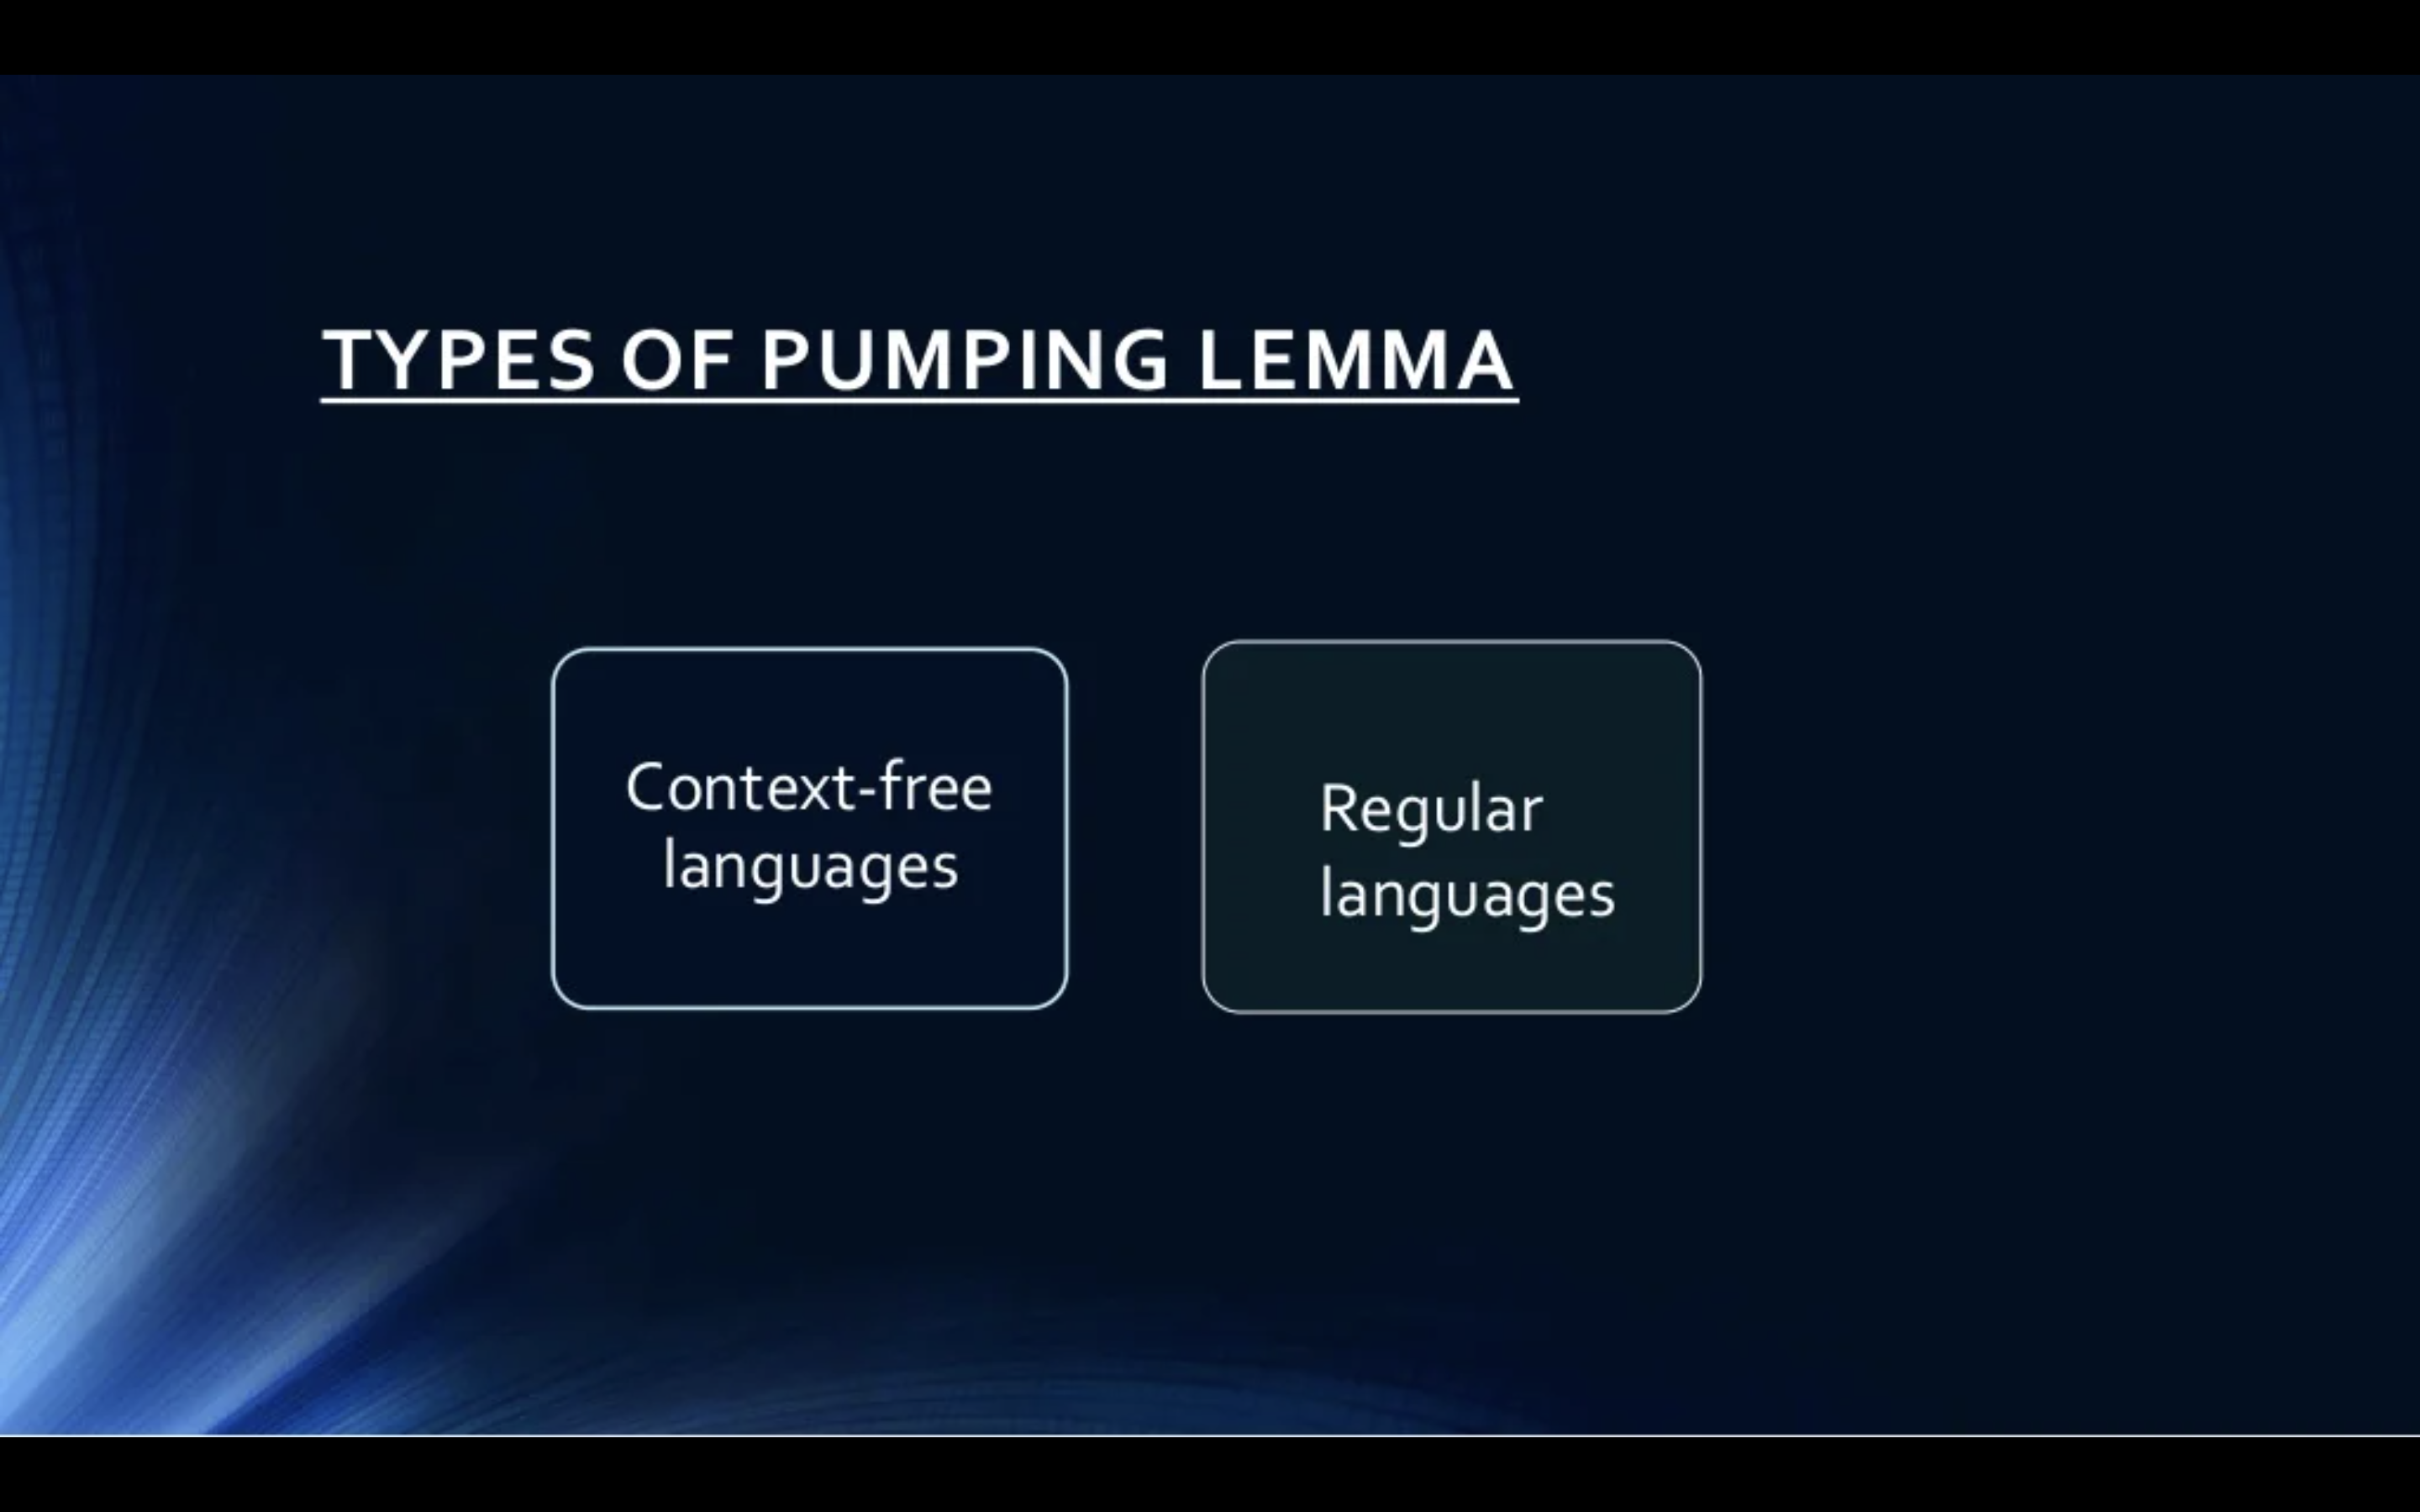 TYPES OF PUMPING LEMMA
Context-free
languages
Regular
languages